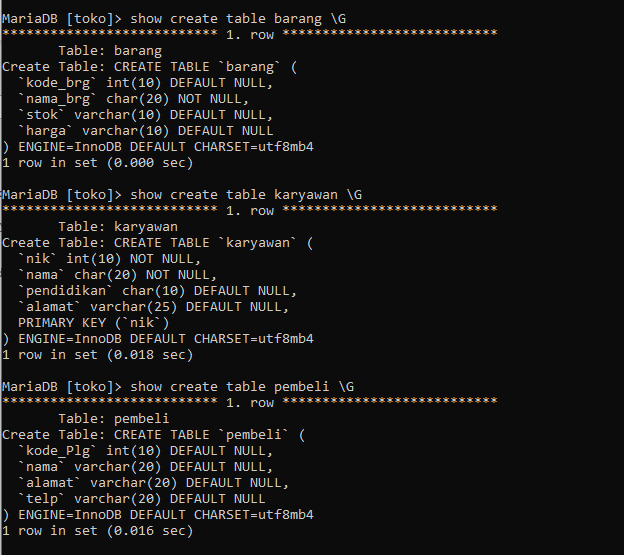 MariaDB [toko]> show create table barang \G
*************************** 1. row ***************************
       Table: barang
Create Table: CREATE TABLE `barang` (
  `kode_brg` int(10) DEFAULT NULL,
  `nama_brg` char(20) NOT NULL,
  `stok` varchar(10) DEFAULT NULL,
  `harga` varchar(10) DEFAULT NULL
) ENGINE=InnoDB DEFAULT CHARSET=utf8mb4
1 row in set (0.000 sec)

MariaDB [toko]> show create table karyawan \G
*************************** 1. row ***************************
       Table: karyawan
Create Table: CREATE TABLE `karyawan` (
  `nik` int(10) NOT NULL,
  `nama` char(20) NOT NULL,
  `pendidikan` char(10) DEFAULT NULL,
  `alamat` varchar(25) DEFAULT NULL,
  PRIMARY KEY (`nik`)
) ENGINE=InnoDB DEFAULT CHARSET=utf8mb4
1 row in set (0.018 sec)

MariaDB [toko]> show create table pembeli \G
*************************** 1. row ***************************
       Table: pembeli
Create Table: CREATE TABLE `pembeli` (
  `kode_Plg` int(10) DEFAULT NULL,
  `nama` varchar(20) DEFAULT NULL,
  `alamat` varchar(20) DEFAULT NULL,
  `telp` varchar(20) DEFAULT NULL
) ENGINE=InnoDB DEFAULT CHARSET=utf8mb4
1 row in set (0.016 sec)